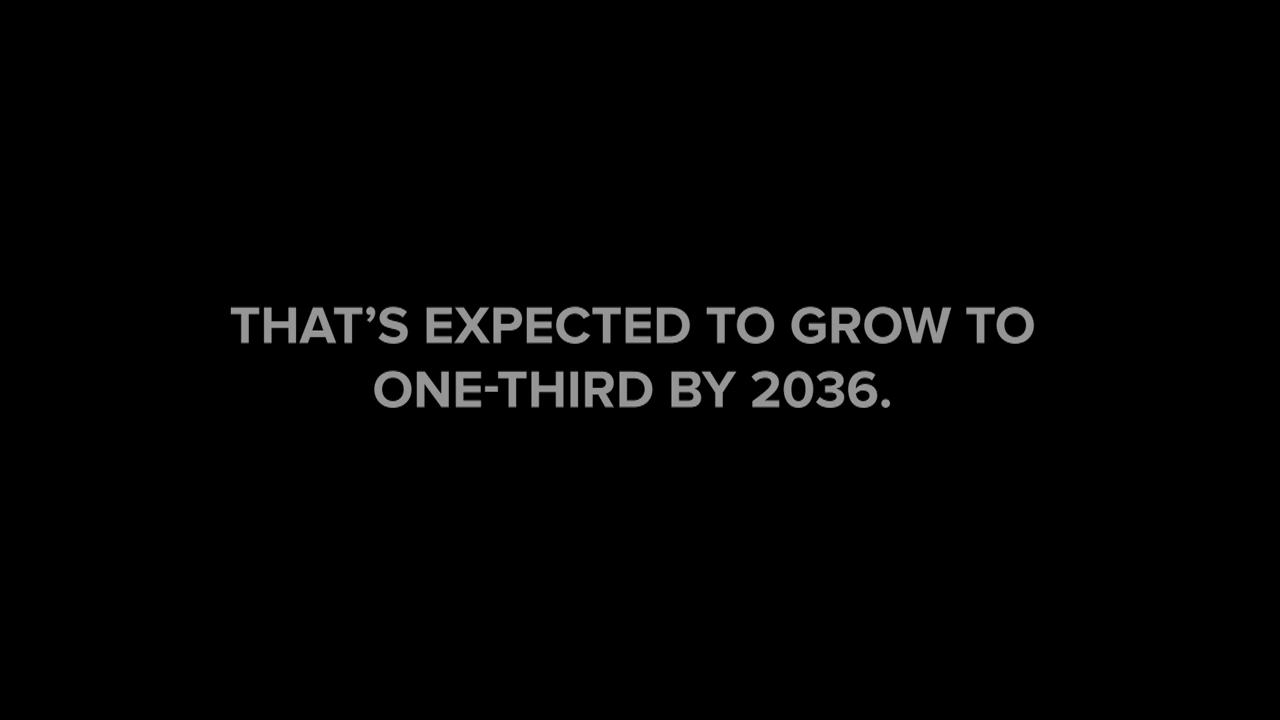 THAT’S EXPECTED TO GROW TO
ONE-THIRD BY 2036.